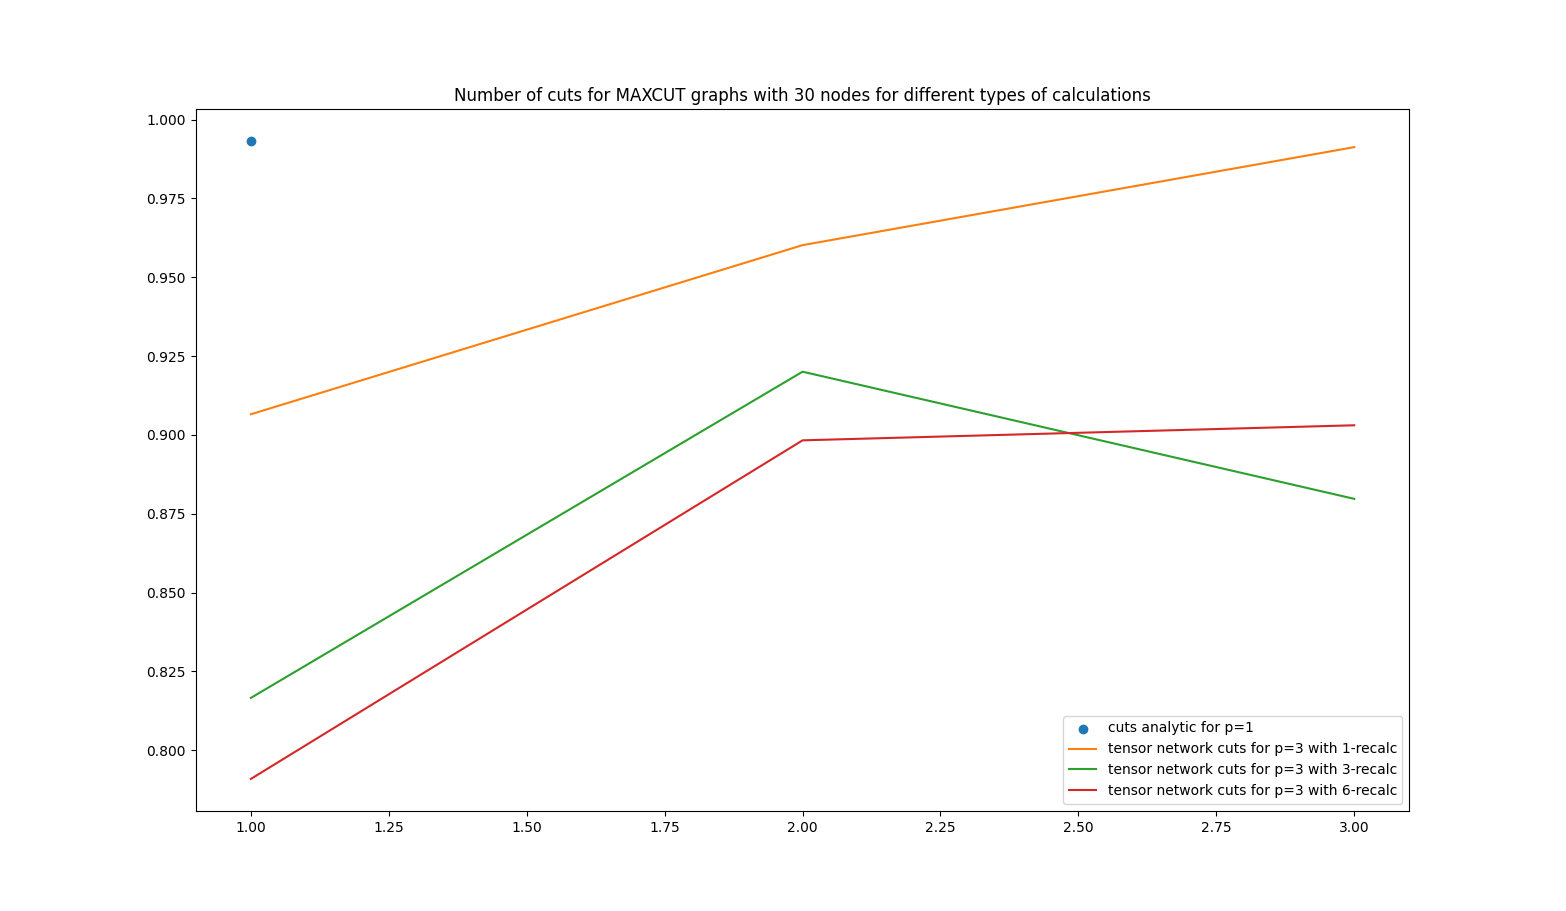 Number of cuts for MAXCUT graphs with 30 nodes for different types of calculations
1.000
0.975
0.950
0.925
0.900
0.875
0.850
0.825
0.800
cuts analytic for p=1
tensor network cuts for p=3 with 1-recalc
tensor network cuts for p=3 with 3-recalc
tensor network cuts for p=3 with 6-recalc
1.00 1.25 1.50 1.75 2.00 2.25 2.50 2.75 3.00